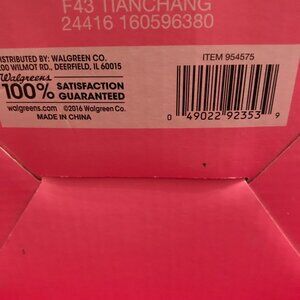 F43 TIANCHANG
24416 160596380
DISTRIBUTED BY: WALGREEN CO.
200 WILMOT RD., DEERFIELD, IL 60015
Walgreens
100% SATISFACTION GUARANTEED
walgreens.com ©2016 Walgreen Co.
MADE IN CHINA
ITEM 954575
0 49022 92353 9